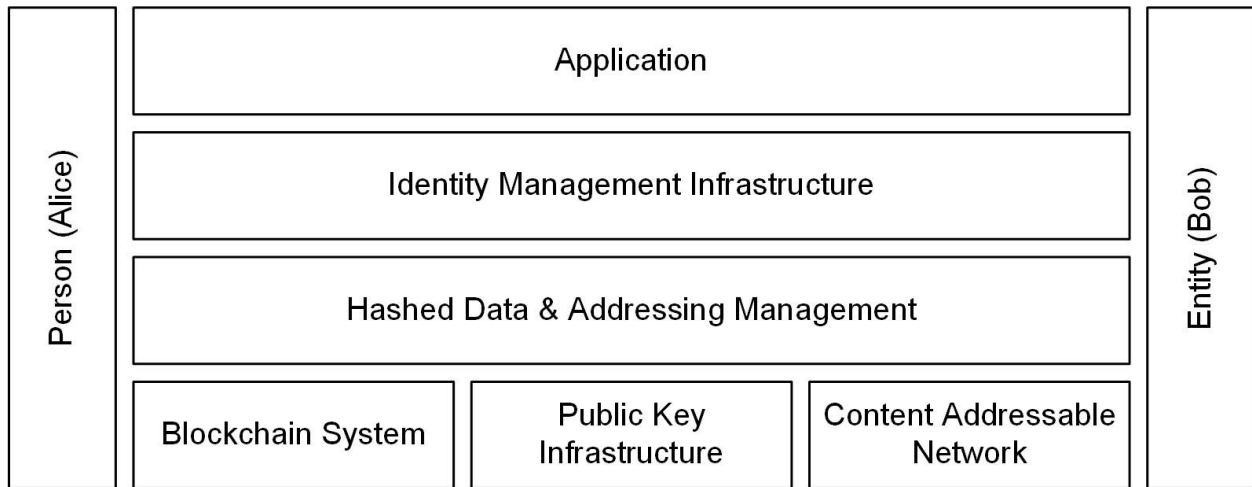 Person (Alice)
Application
Identity Management Infrastructure
Hashed Data & Addressing Management
Blockchain System
Public Key
Infrastructure
Content Addressable
Network
Entity (Bob)